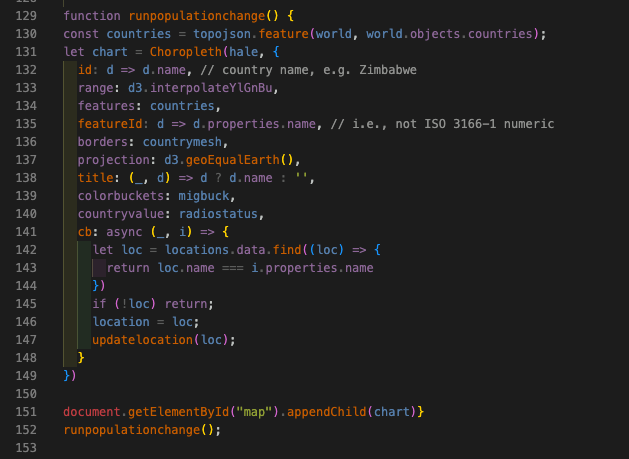 129 function runpopulationchange() {
130 const countries = topojson.feature(world, world.objects.countries);
131 let chart = Choropleth(hale, {
132 id: d => d.name, // country name, e.g. Zimbabwe
133 range: d3.interpolateYlGnBu,
134 features: countries,
135 featureId: d => d.properties.name, // i.e., not ISO 3166-1 numeric
136 borders: countrymesh,
137 projection: d3.geoEqualEarth(),
138 title: (_, d) => d ? d.name : '',
139 colorbuckets: migbuck,
140 countryvalue: radiostatus,
141 cb: async (_, i) => {
142 let loc = locations.data.find((loc) => {
143 return loc.name === i.properties.name
144 })
145 if (!loc) return;
146 location = loc;
147 updatelocation(loc);
148 }
149 })
150
151 document.getElementById("map").appendChild(chart)}
152 runpopulationchange();
153